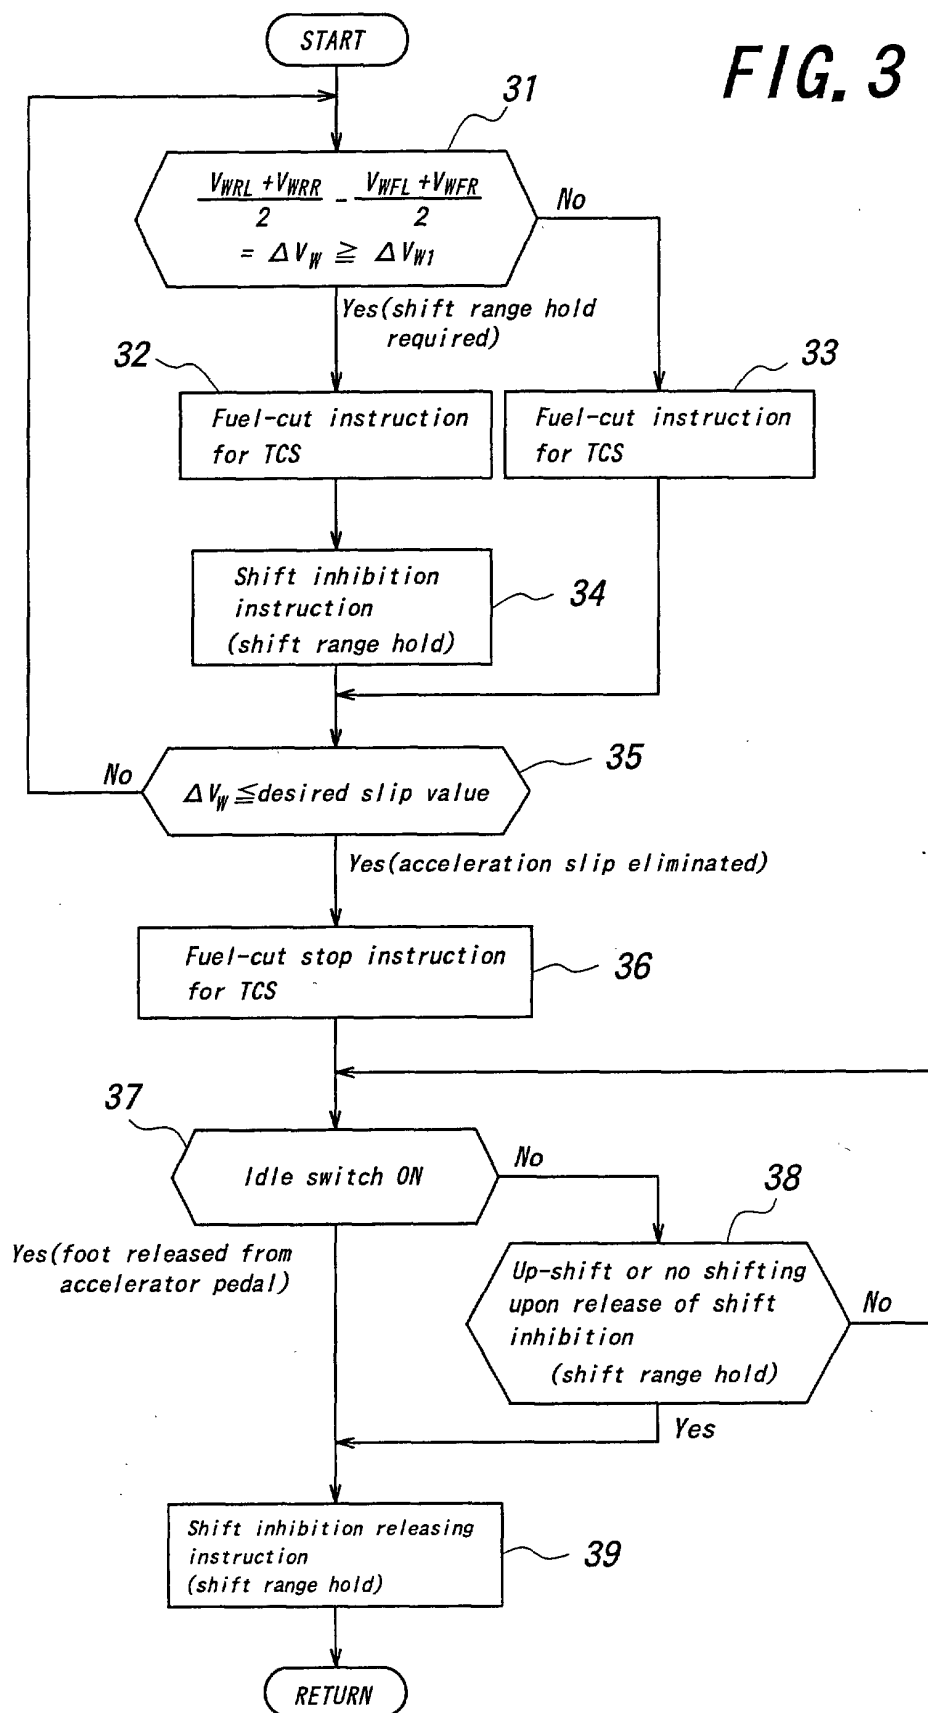 START
FIG. 3
31
V_WRL + V_WRR / 2 - V_WFL + V_WFR / 2
= ΔV_W ≧ ΔV_W1
No
Yes(shift range hold
required)
32
33
Fuel-cut instruction
for TCS
Fuel-cut instruction
for TCS
Shift inhibition
instruction
(shift range hold)
34
No
35
ΔV_W ≦desired slip value
Yes(acceleration slip eliminated)
Fuel-cut stop instruction
for TCS
36
37
Idle switch ON
No
38
Yes(foot released from
accelerator pedal)
Up-shift or no shifting
upon release of shift
inhibition
(shift range hold)
No
Yes
Shift inhibition releasing
instruction
(shift range hold)
39
RETURN